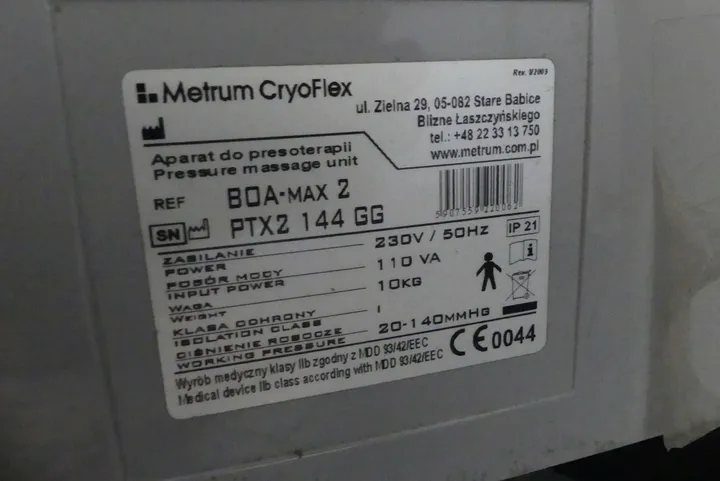 Rev. 9/2009
Metrum CryoFlex
ul. Zielna 29, 05-082 Stare Babice
Blizne Łaszczyńskiego
tel.: +48 22 33 13 750
www.metrum.com.pl
Aparat do presoterapii
Pressure massage unit
REF BOA-MAX 2
SN PTX2 144 GG
5907559220062
ZASILANIE 230V / 50HZ IP 21
POWER
POBÓR MOCY 110 VA
INPUT POWER
WAGA 10KG
WEIGHT
KLASA OCHRONY I
ISOLATION CLASS
CIŚNIENIE ROBOCZE 20-140MMHG
WORKING PRESSURE
Wyrób medyczny klasy IIb zgodny z MDD 93/42/EEC
Medical device IIb class according with MDD 93/42/EEC
CE 0044